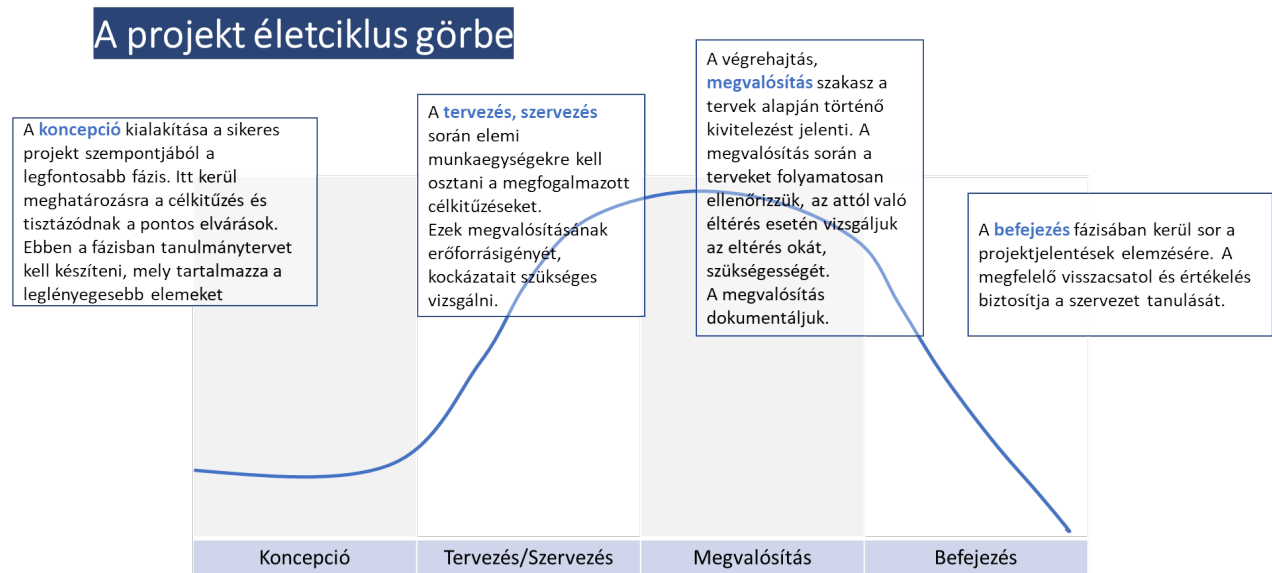 A projekt életciklus görbe
A koncepció kialakítása a sikeres
projekt szempontjából a
legfontosabb fázis. Itt kerül
meghatározásra a célkitűzés és
tisztázódnak a pontos elvárások.
Ebben a fázisban tanulmánytervet
kell készíteni, mely tartalmazza a
leglényegesebb elemeket
A tervezés, szervezés
során elemi
munkaegységekre kell
osztani a megfogalmazott
célkitűzéseket.
Ezek megvalósításának
erőforrásigényét,
kockázatait szükséges
vizsgálni.
A végrehajtás,
megvalósítás szakasz a
tervek alapján történő
kivitelezést jelenti. A
megvalósítás során a
terveket folyamatosan
ellenőrizzük, az attól való
éltérés esetén vizsgáljuk
az eltérés okát,
szükségességét.
A megvalósítás
dokumentáljuk.
A befejezés fázisában kerül sor a
projektjelentések elemzésére. A
megfelelő visszacsatol és értékelés
biztosítja a szervezet tanulását.
Koncepció
Tervezés/Szervezés
Megvalósítás
Befejezés